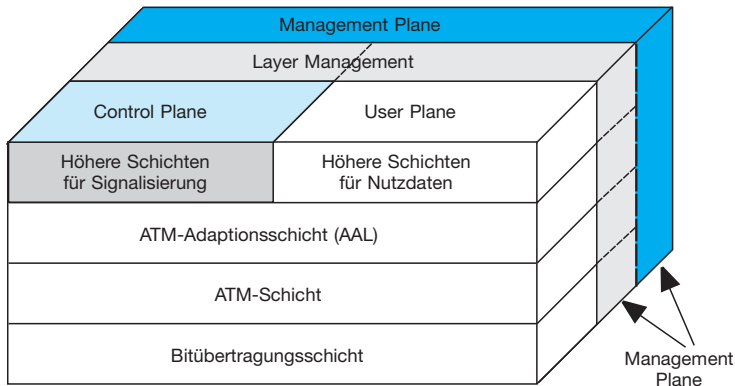 Management Plane
Layer Management
Control Plane
User Plane
Höhere Schichten
für Signalisierung
Höhere Schichten
für Nutzdaten
ATM-Adaptionsschicht (AAL)
ATM-Schicht
Bitübertragungsschicht
Management
Plane